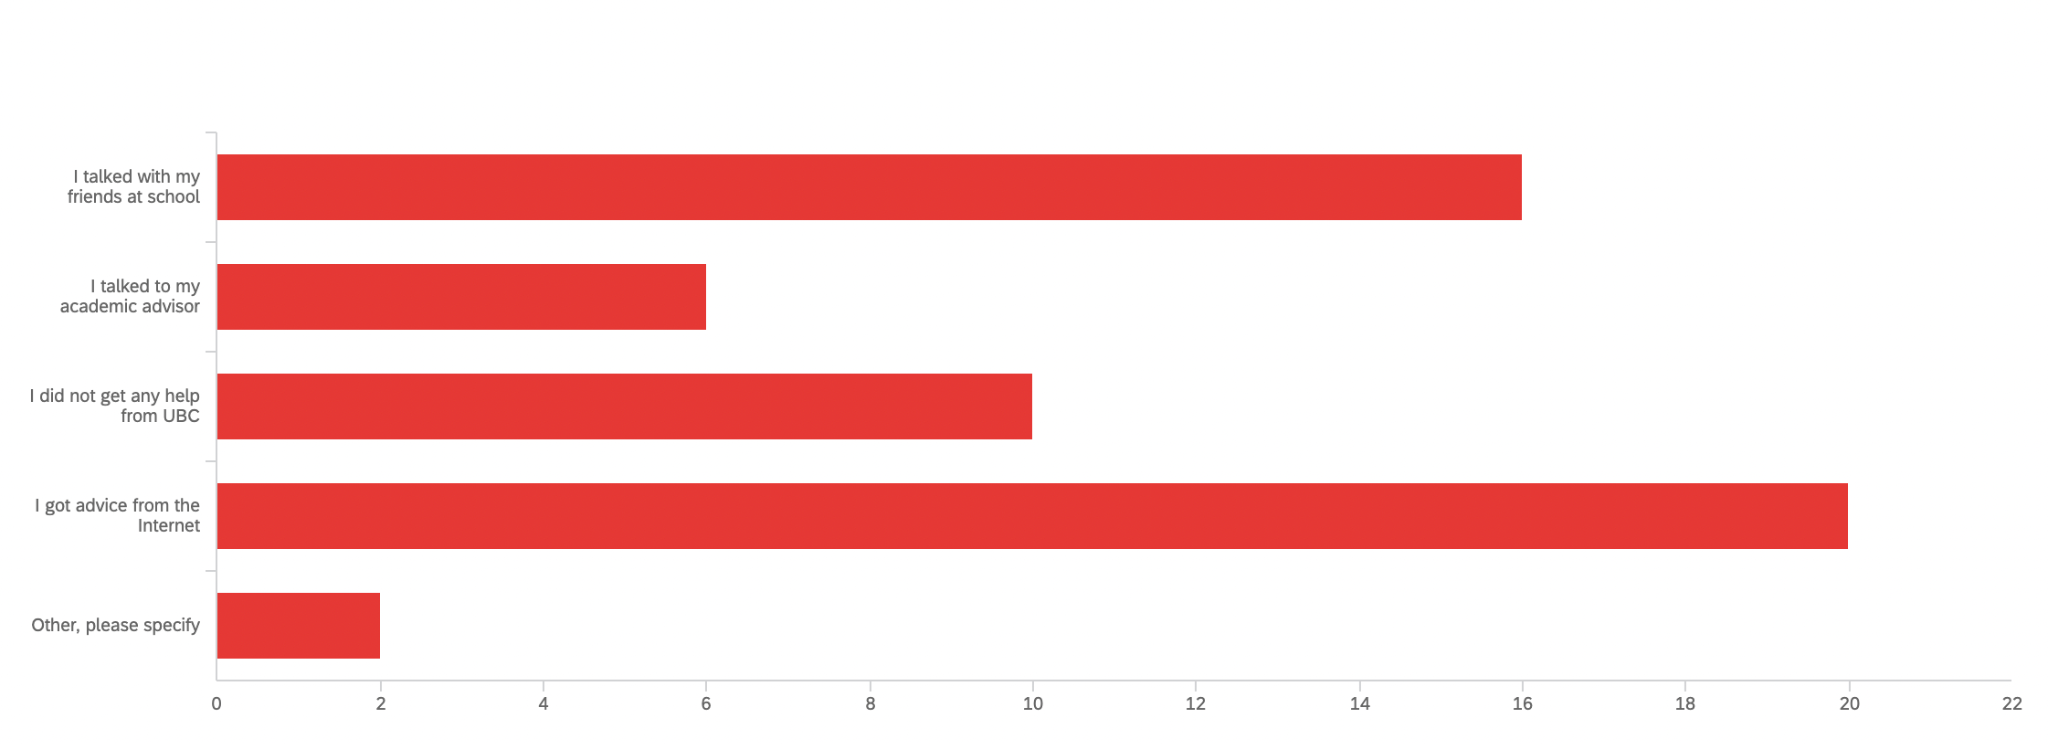 I talked with my
friends at school
I talked to my
academic advisor
I did not get any help
from UBC
I got advice from the
Internet
Other, please specify
0 2 4 6 8 10 12 14 16 18 20 22